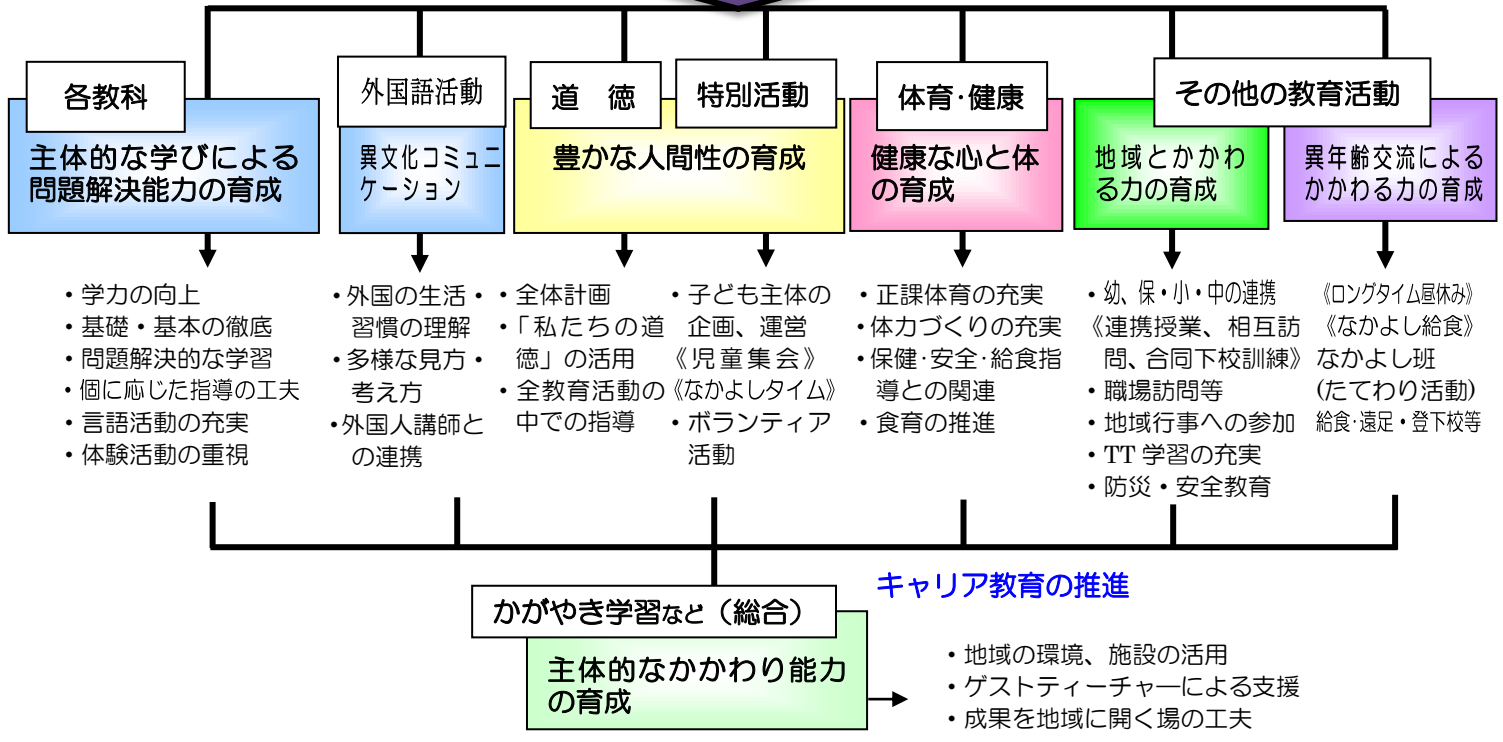 各教科
主体的な学びによる
問題解決能力の育成
・学力の向上
・基礎・基本の徹底
・問題解決的な学習
・個に応じた指導の工夫
・言語活動の充実
・体験活動の重視
外国語活動
異文化コミュニ
ケーション
・外国の生活・
習慣の理解
・多様な見方・
考え方
・外国人講師と
の連携
道　徳
特別活動
豊かな人間性の育成
・全体計画
・「私たちの道
徳」の活用
・全教育活動の
中での指導
・子ども主体の
企画、運営
《児童集会》
《なかよしタイム》
・ボランティア
活動
体育・健康
健康な心と体
の育成
・正課体育の充実
・体力づくりの充実
・保健・安全・給食指
導との関連
・食育の推進
その他の教育活動
地域とかかわ
る力の育成
・幼、保・小・中の連携
《連携授業、相互訪
問、合同下校訓練》
・職場訪問等
・地域行事への参加
・TT 学習の充実
・防災・安全教育
異年齢交流による
かかわる力の育成
《ロングタイム昼休み》
《なかよし給食》
なかよし班
(たてわり活動)
給食・遠足・登下校等
キャリア教育の推進
かがやき学習など（総合）
主体的なかかわり能力
の育成
・地域の環境、施設の活用
・ゲストティーチャーによる支援
・成果を地域に開く場の工夫